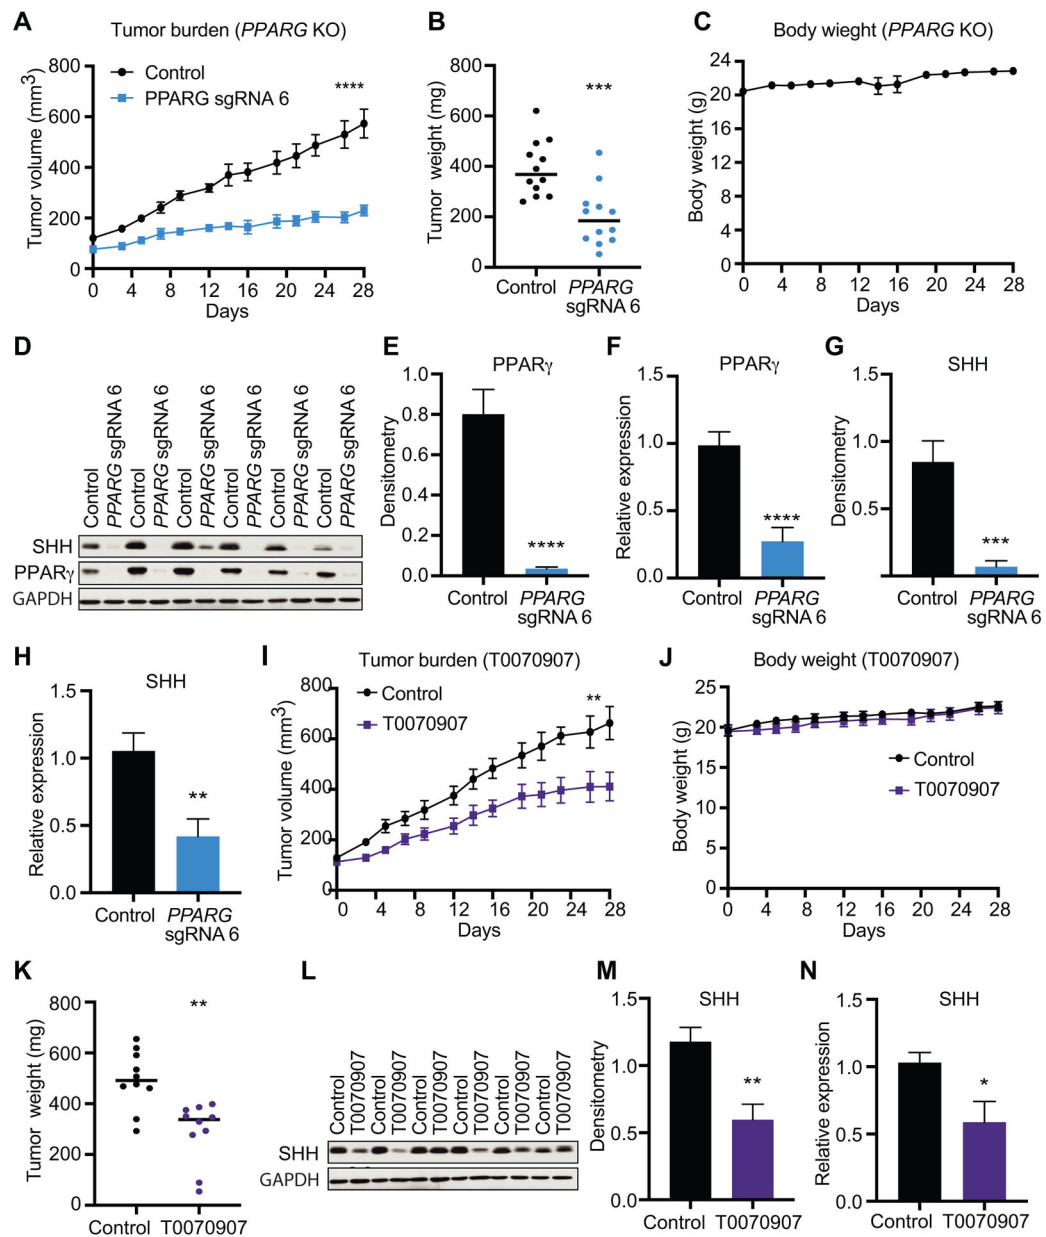 A
Tumor burden (PPARG KO)
Tumor volume (mm3)
800
600
400
200
0
Control
PPARG sgRNA 6
****
0 4 8 12 16 20 24 28
Days
B
Tumor weight (mg)
800
600
400
200
0
***
Control PPARG
sgRNA 6
C
Body wieght (PPARG KO)
Body weight (g)
24
20
16
12
8
4
0
0 4 8 12 16 20 24 28
Days
D
Control
PPARG sgRNA 6
Control
PPARG sgRNA 6
Control
PPARG sgRNA 6
Control
PPARG sgRNA 6
Control
PPARG sgRNA 6
Control
PPARG sgRNA 6
SHH
PPARγ
GAPDH
E
PPARγ
Densitometry
1.0
0.8
0.6
0.4
0.2
0.0
****
Control PPARG
sgRNA 6
F
PPARγ
Relative expression
1.5
1.0
0.5
0.0
****
Control PPARG
sgRNA 6
G
SHH
Densitometry
1.5
1.0
0.5
***
Control PPARG
sgRNA 6
H
SHH
Relative expression
1.5
1.0
0.5
0.0
**
Control PPARG
sgRNA 6
I
Tumor burden (T0070907)
Tumor volume (mm3)
800
600
400
200
0
Control
T0070907
**
0 4 8 12 16 20 24 28
Days
J
Body weight (T0070907)
Body weight (g)
25
20
15
10
5
0
Control
T0070907
0 4 8 12 16 20 24 28
Days
K
Tumor weight (mg)
800
600
400
200
0
**
Control T0070907
L
Control
T0070907
Control
T0070907
Control
T0070907
Control
T0070907
Control
T0070907
Control
T0070907
SHH
GAPDH
M
SHH
Densitometry
1.5
1.0
0.5
0.0
**
Control T0070907
N
SHH
Relative expression
1.5
1.0
0.5
0.0
*
Control T0070907